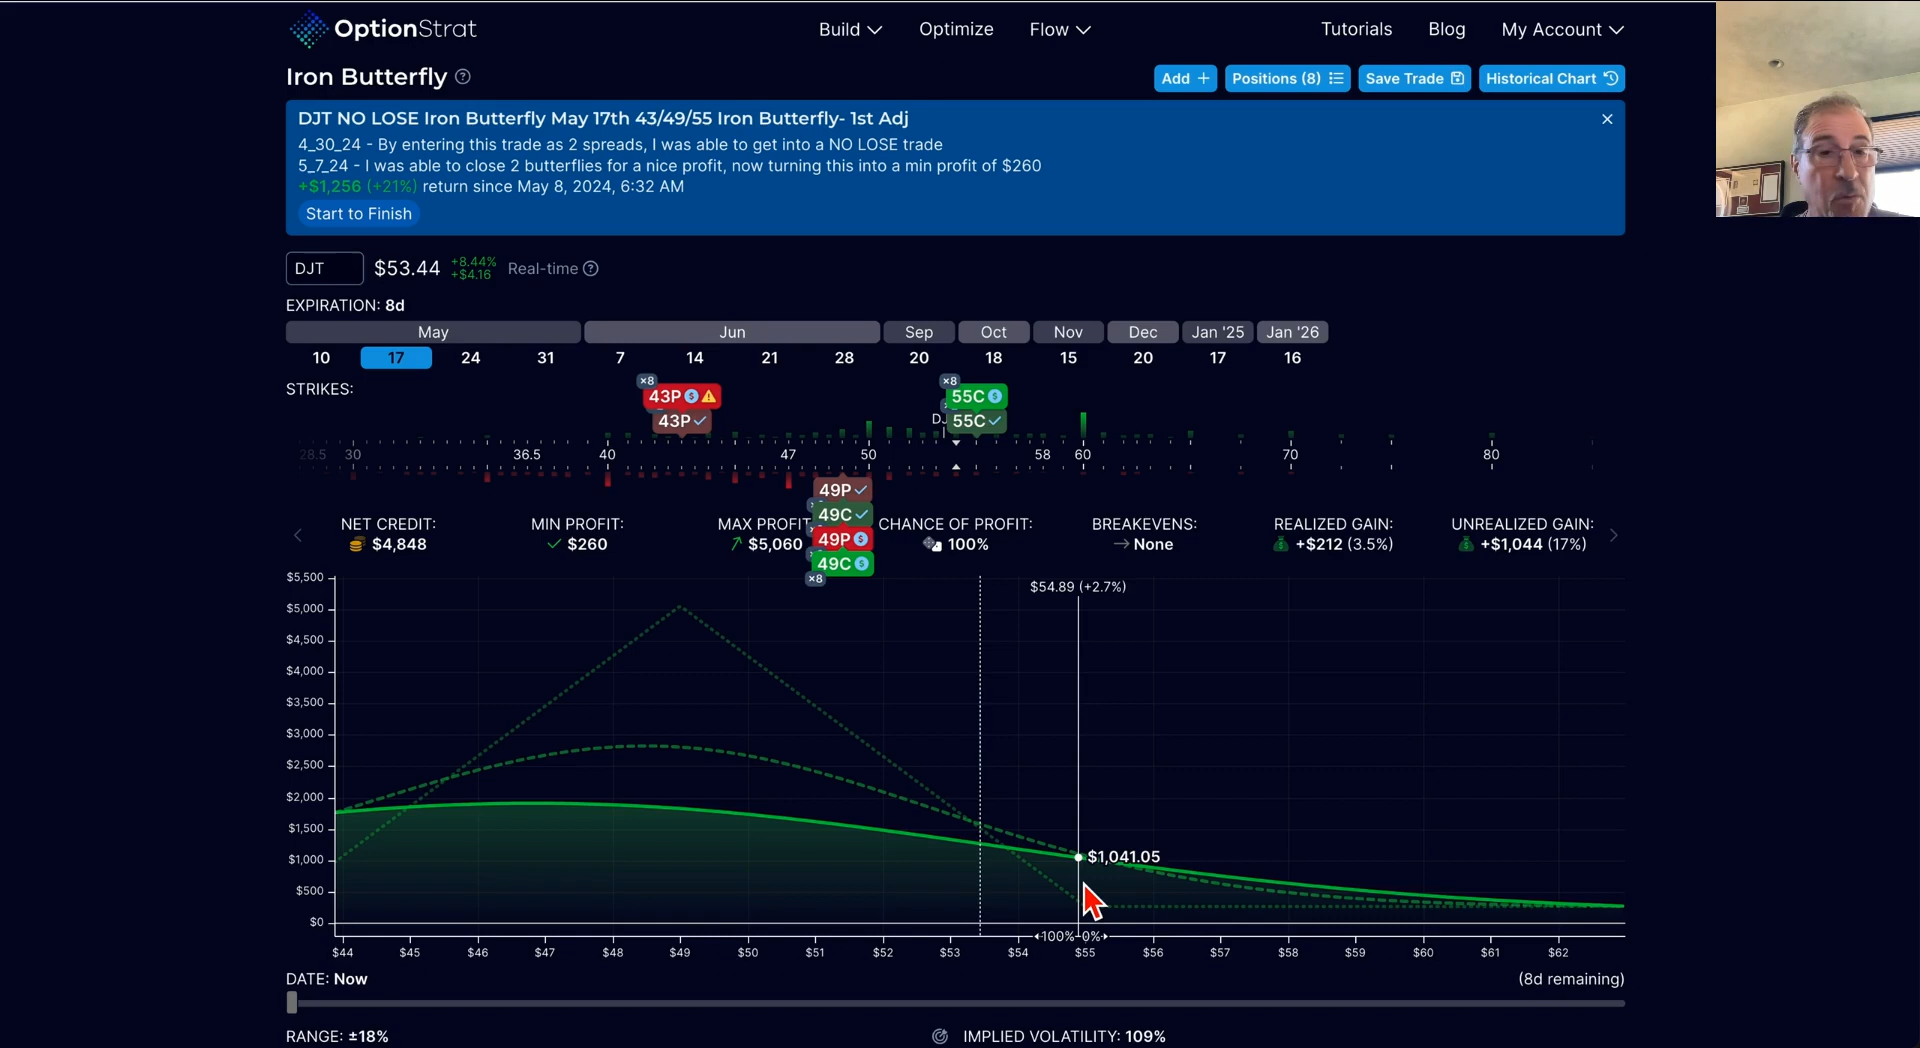 OptionStrat
Build
Optimize
Flow
Tutorials
Blog
My Account
Iron Butterfly
Add +
Positions (8)
Save Trade
Historical Chart
DJT NO LOSE Iron Butterfly May 17th 43/49/55 Iron Butterfly- 1st Adj
4_30_24 - By entering this trade as 2 spreads, I was able to get into a NO LOSE trade
5_7_24 - I was able to close 2 butterflies for a nice profit, now turning this into a min profit of $260
+$1,256 (+21%) return since May 8, 2024, 6:32 AM
Start to Finish
DJT $53.44 +8.44% +$4.16 Real-time
EXPIRATION: 8d
May Jun Sep Oct Nov Dec Jan '25 Jan '26
10 17 24 31 7 14 21 28 20 18 15 20 17 16
STRIKES:
×8 ×8
43P 55C
43P DJ 55C
28.5 30 36.5 40 47 50 58 60 70 80
49P
49C
49P
49C
×8
NET CREDIT: MIN PROFIT: MAX PROFIT CHANCE OF PROFIT: BREAKEVENS: REALIZED GAIN: UNREALIZED GAIN:
$4,848 $260 $5,060 100% None +$212 (3.5%) +$1,044 (17%)
$54.89 (+2.7%)
$5,500
$5,000
$4,500
$4,000
$3,500
$3,000
$2,500
$2,000
$1,500
$1,000
$500
$0
$1,041.05
100% 0%
$44 $45 $46 $47 $48 $49 $50 $51 $52 $53 $54 $55 $56 $57 $58 $59 $60 $61 $62
DATE: Now
(8d remaining)
RANGE: ±18%
IMPLIED VOLATILITY: 109%